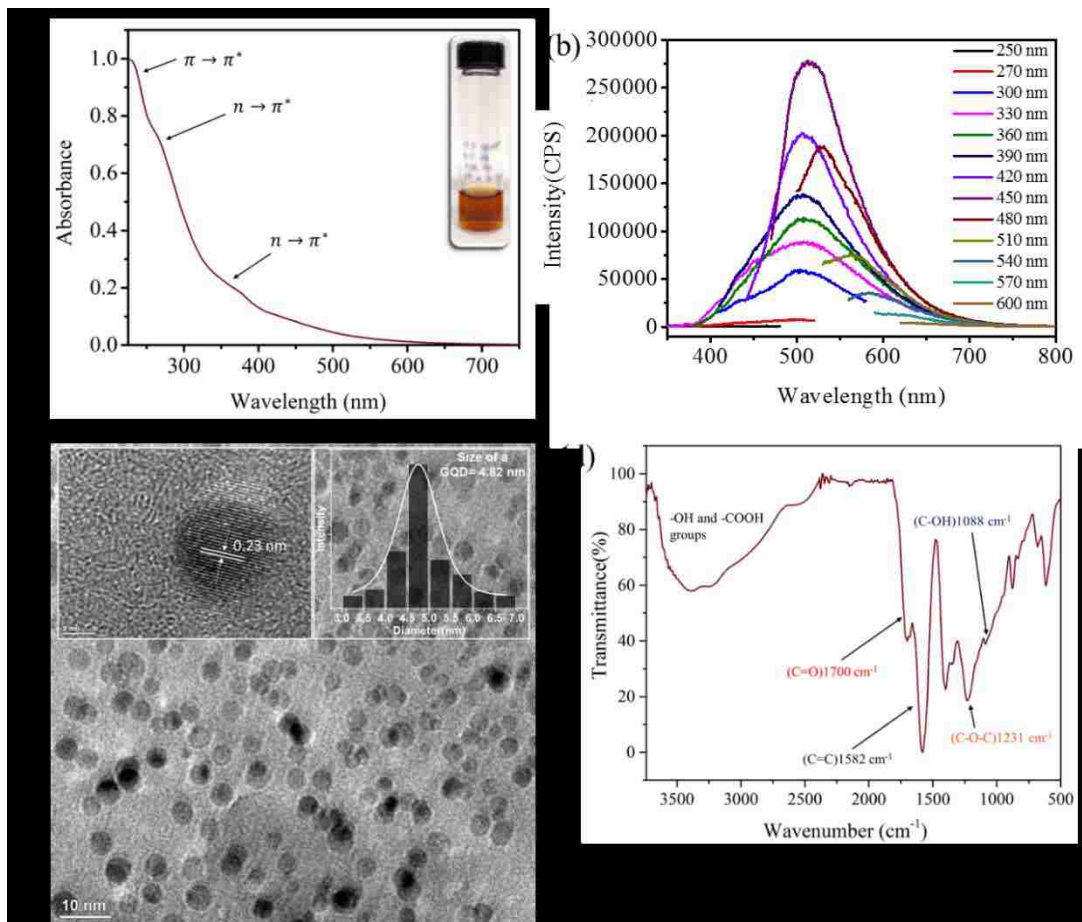 π → π*
n → π*
n → π*
1.0
0.8
0.6
0.4
0.2
0.0
Absorbance
300 400 500 600 700
Wavelength (nm)
(b)
300000
250000
200000
150000
100000
50000
0
Intensity(CPS)
250 nm
270 nm
300 nm
330 nm
360 nm
390 nm
420 nm
450 nm
480 nm
510 nm
540 nm
570 nm
600 nm
400 500 600 700 800
Wavelength (nm)
0.23 nm
Size of a
GQD= 4.82 nm
Intensity
3.0 3.5 4.0 4.5 5.0 5.5 6.0 6.5 7.0
Diameter(nm)
10 nm
(d)
100
80
60
40
20
0
Transmittance(%)
-OH and -COOH
groups
(C-OH)1088 cm⁻¹
(C=O)1700 cm⁻¹
(C-O-C)1231 cm⁻¹
(C=C)1582 cm⁻¹
3500 3000 2500 2000 1500 1000 500
Wavenumber (cm⁻¹)